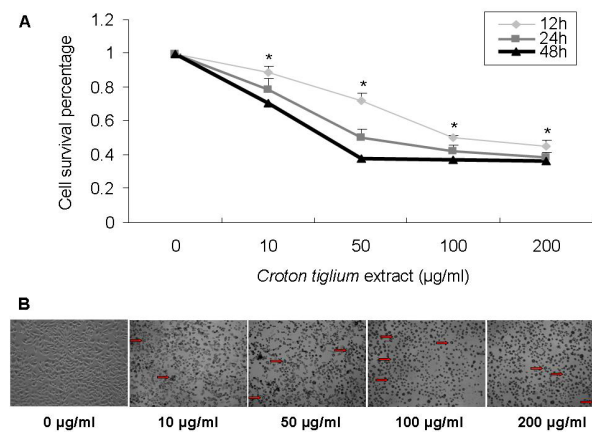 A
1.2
1
0.8
0.6
0.4
0.2
0
Cell survival percentage
12h
24h
48h
*
*
*
*
0
10
50
100
200
Croton tiglium extract (μg/ml)
B
0 μg/ml
10 μg/ml
50 μg/ml
100 μg/ml
200 μg/ml